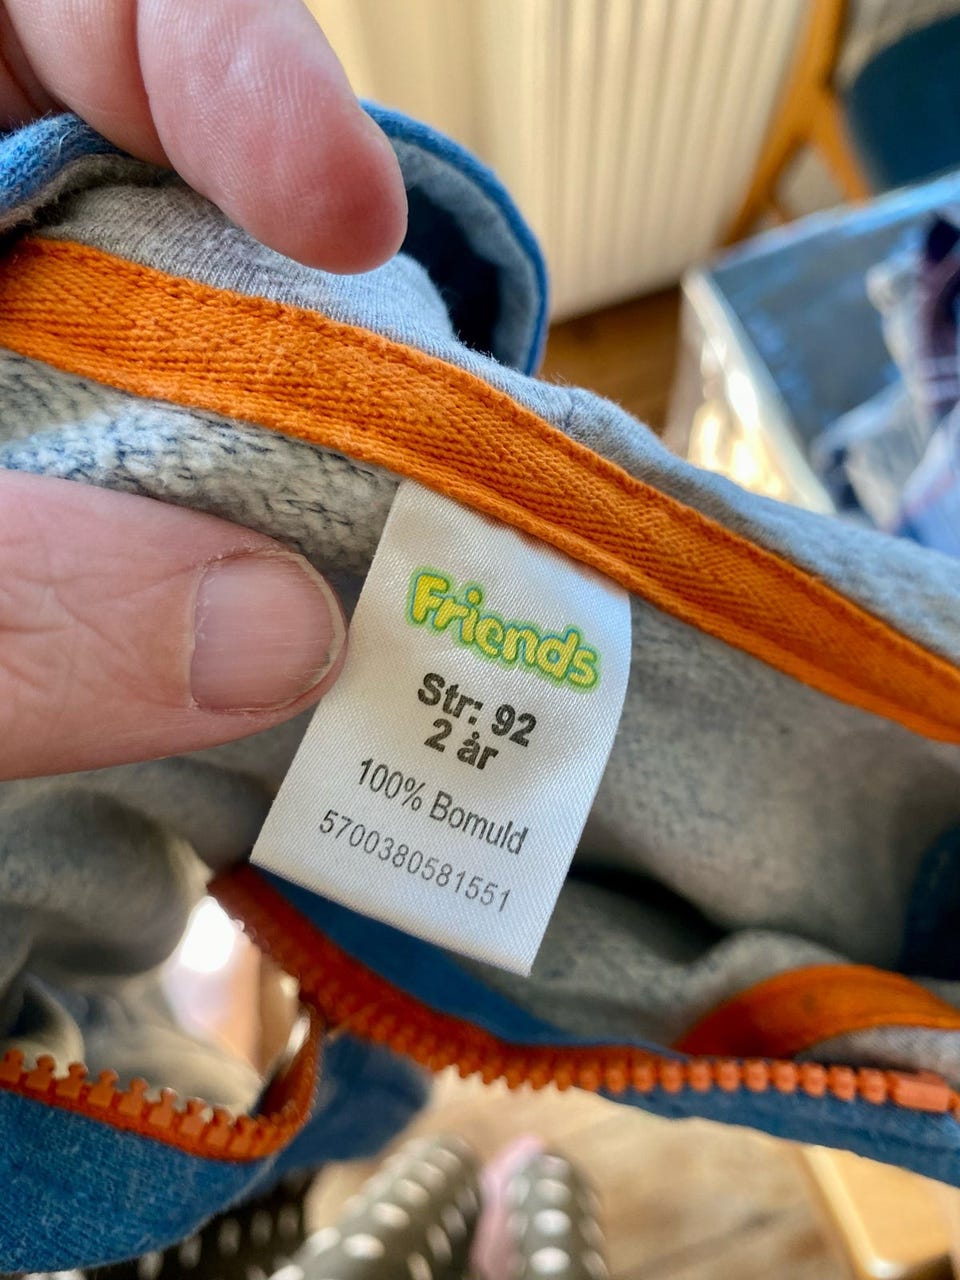 Friends
Str: 92
2 år
100% Bomuld
5700380581551